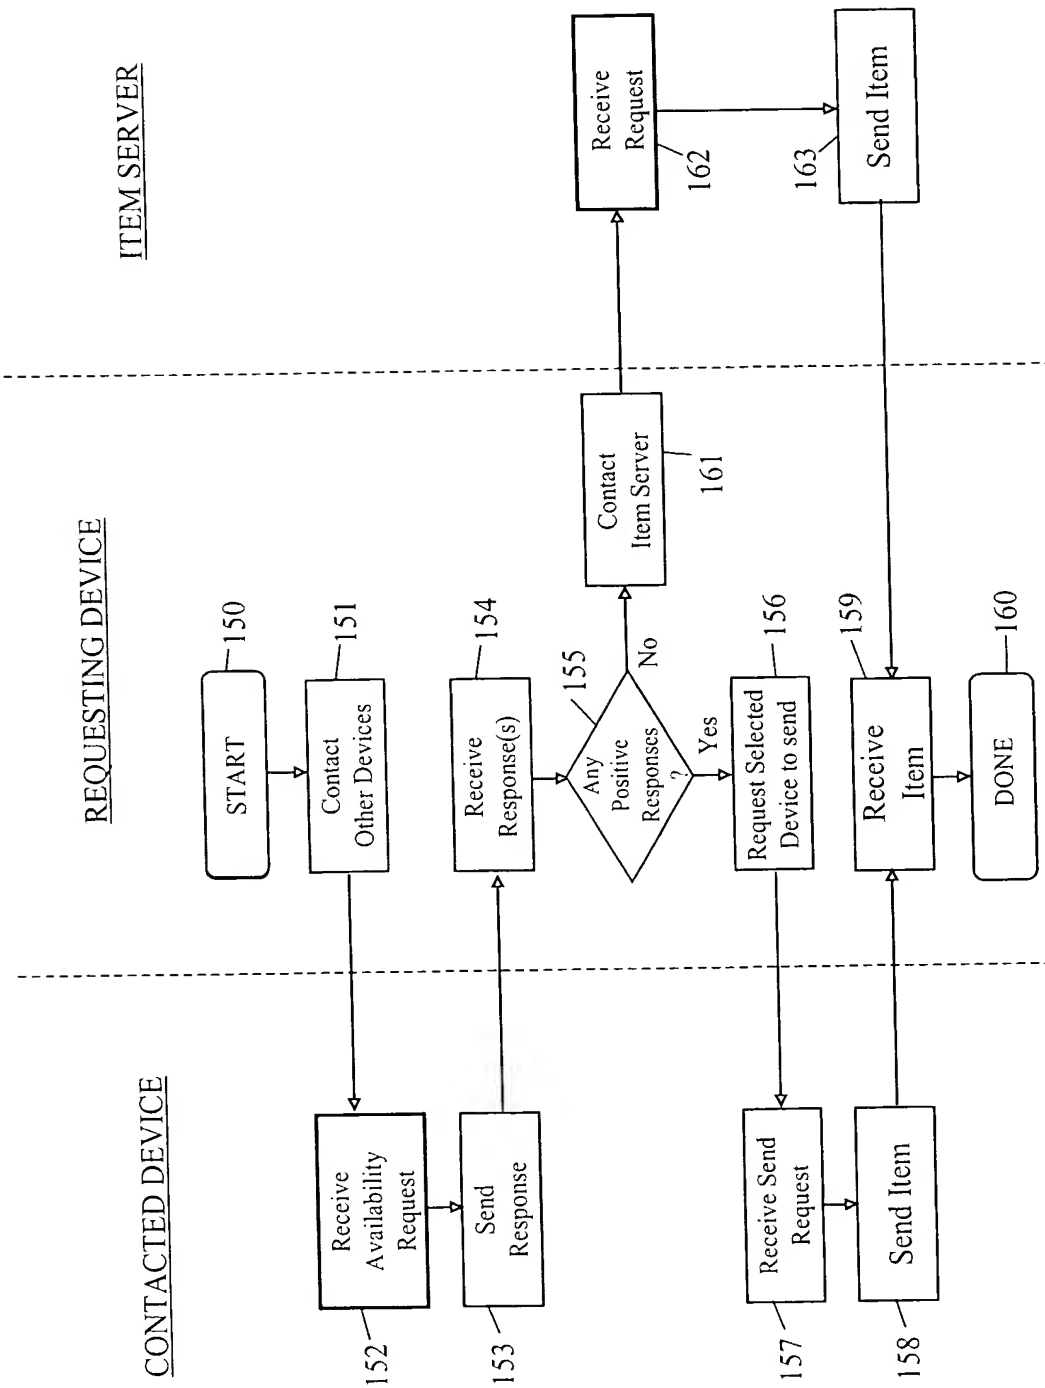 CONTACTED DEVICE
REQUESTING DEVICE
ITEM SERVER
START
150
Contact
Other Devices
151
Receive
Availability
Request
152
Send
Response
153
Receive
Response(s)
154
Any
Positive
Responses
?
155
No
Yes
Contact
Item Server
161
Receive
Request
162
Request Selected
Device to send
156
Receive Send
Request
157
Send Item
158
Send Item
163
Receive
Item
159
DONE
160